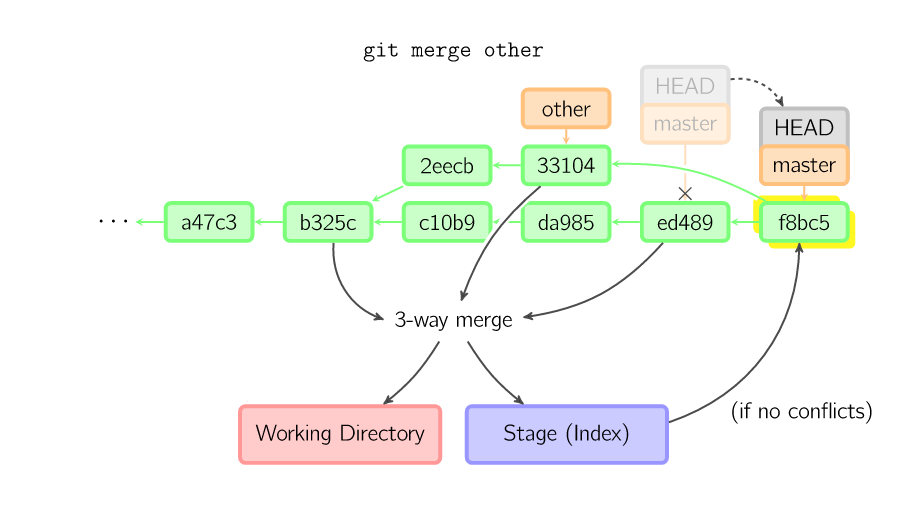 git merge other
HEAD
master
other
HEAD
master
2eecb
33104
...
a47c3
b325c
c10b9
da985
ed489
f8bc5
3-way merge
(if no conflicts)
Working Directory
Stage (Index)